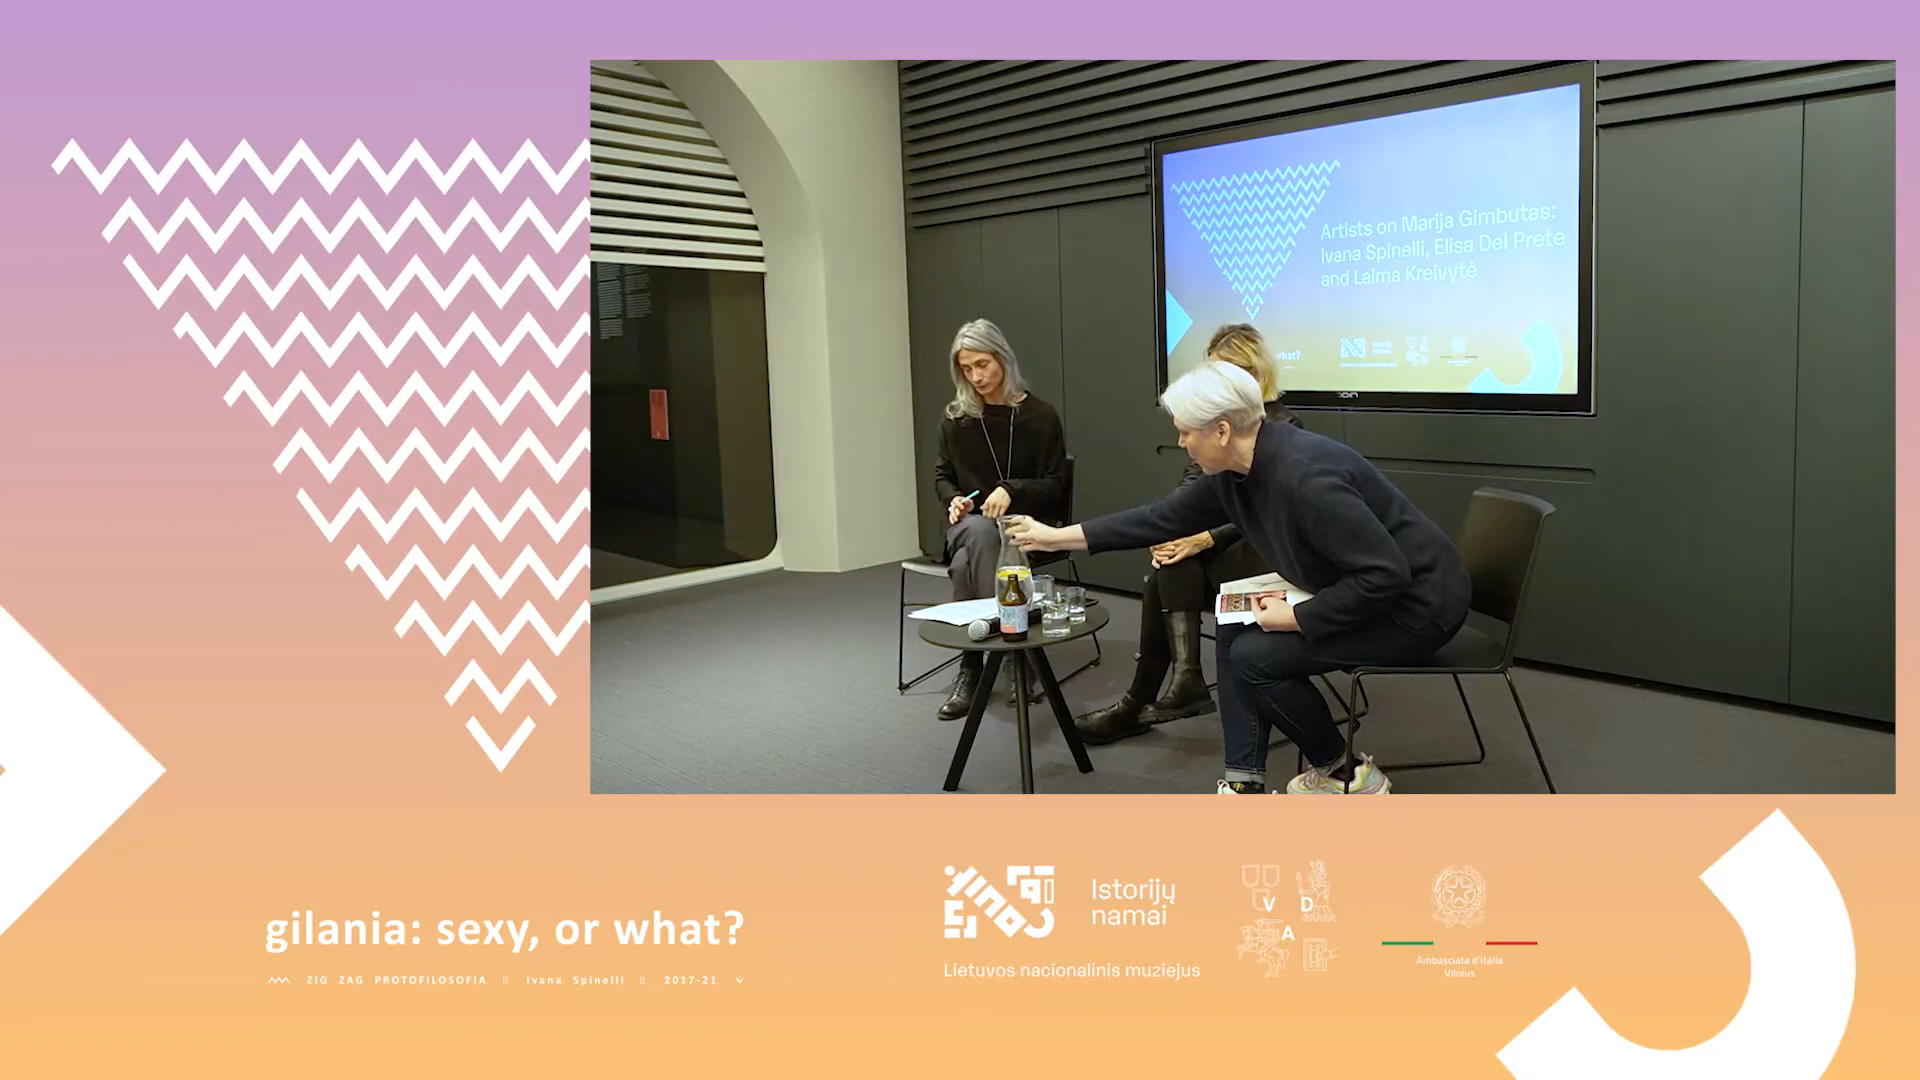 Artists on Marija Gimbutas:
Ivana Spinelli, Elisa Del Prete
and Laima Kreivytė
what?
gilania: sexy, or what?
ZIG ZAG PROTOFILOSOFIA :: Ivana Spinelli :: 2017-21
Istorijų
namai
Lietuvos nacionalinis muziejus
V D
A
Ambasciata d'Italia
Vilnius